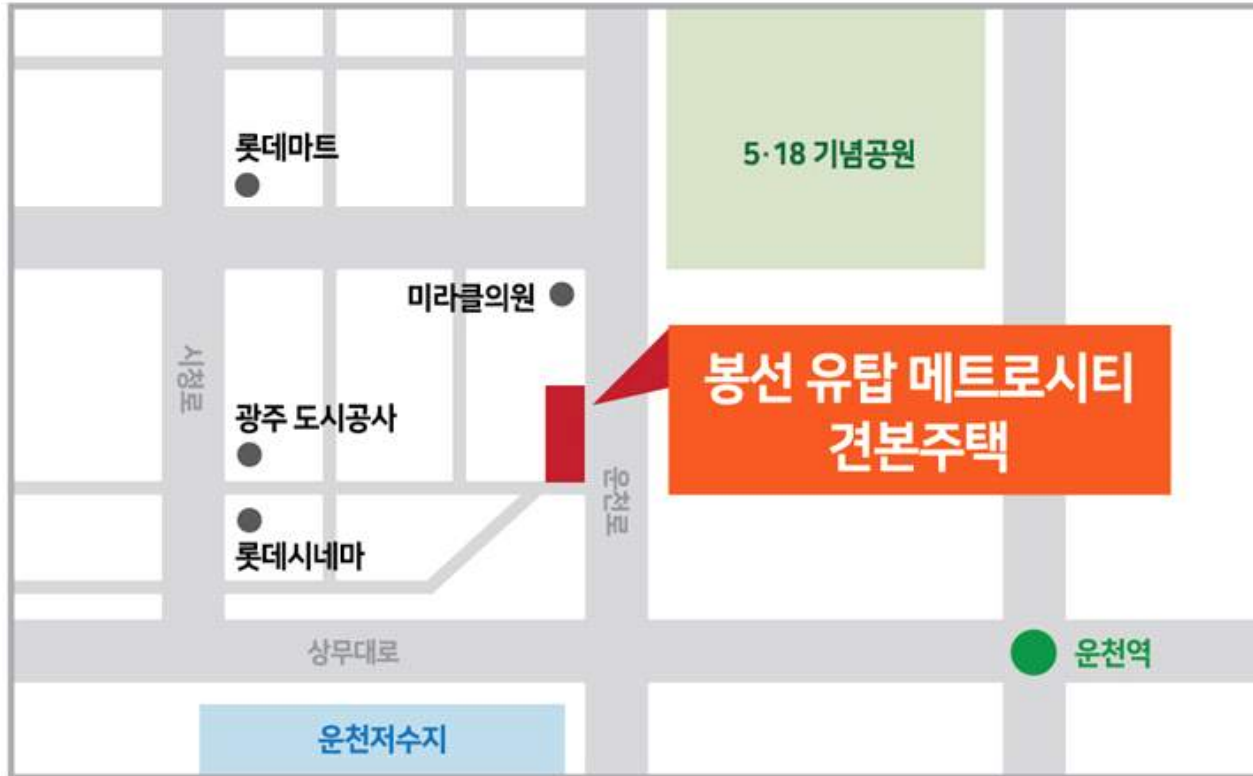 롯데마트
5·18 기념공원
미라클의원
봉선 유탑 메트로시티
견본주택
시청로
광주 도시공사
운천로
롯데시네마
상무대로
운천역
운천저수지